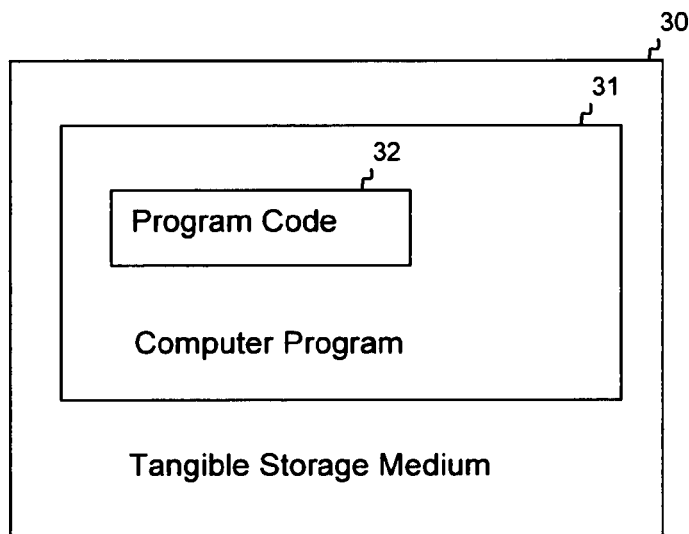 30
31
32
Program Code
Computer Program
Tangible Storage Medium